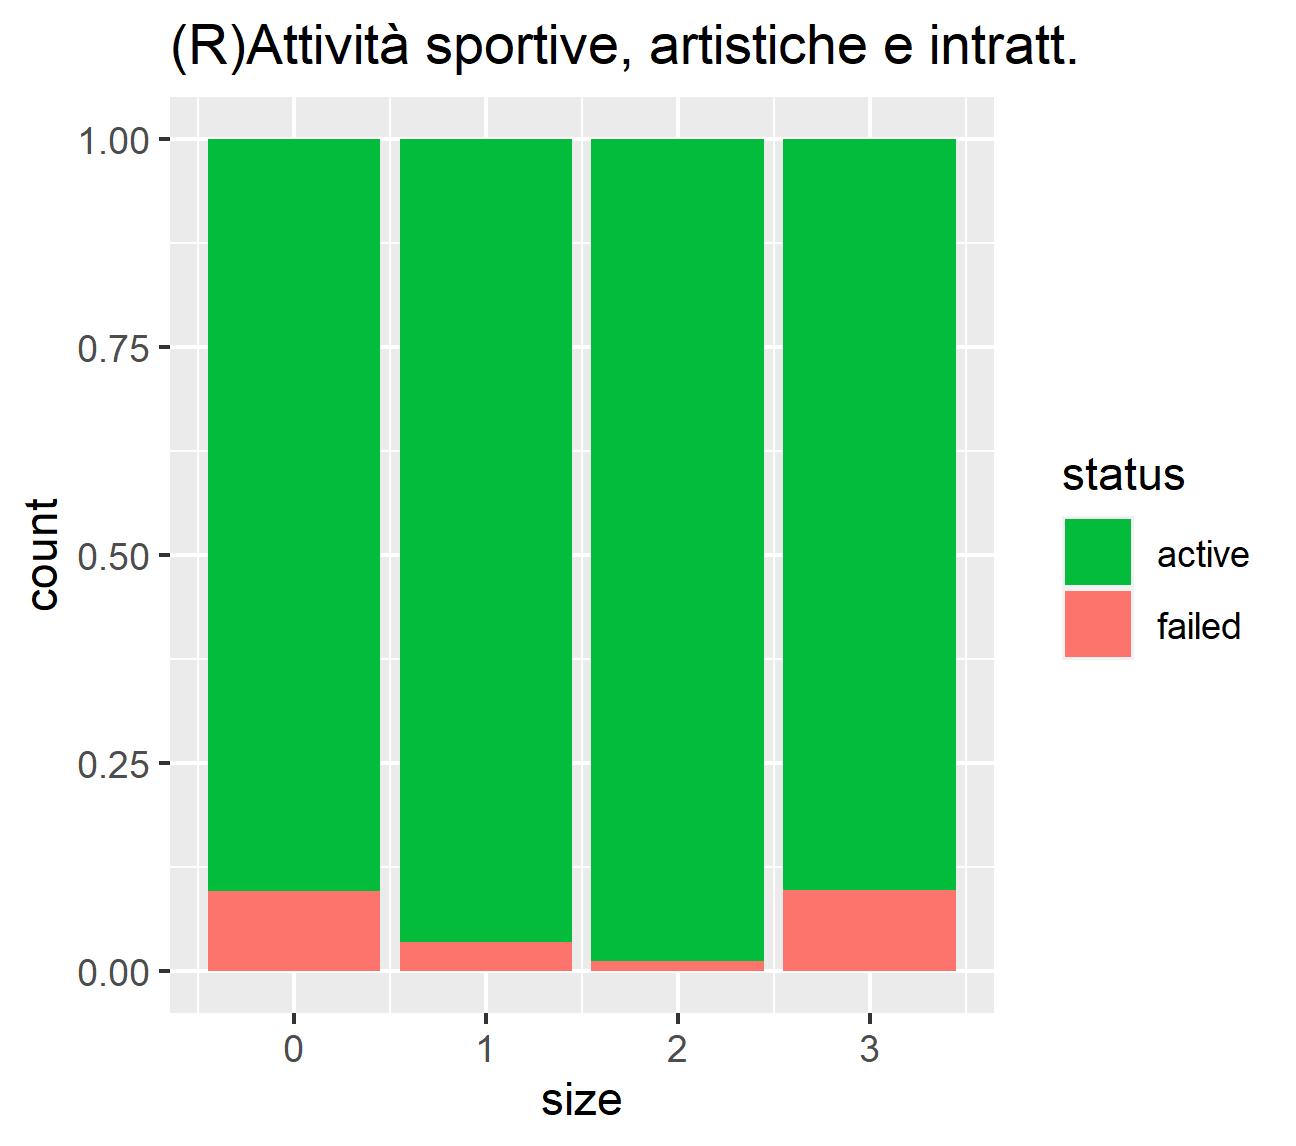 (R)Attività sportive, artistiche e intratt.
1.00
0.75
0.50
0.25
0.00
count
0 1 2 3
size
status
active
failed